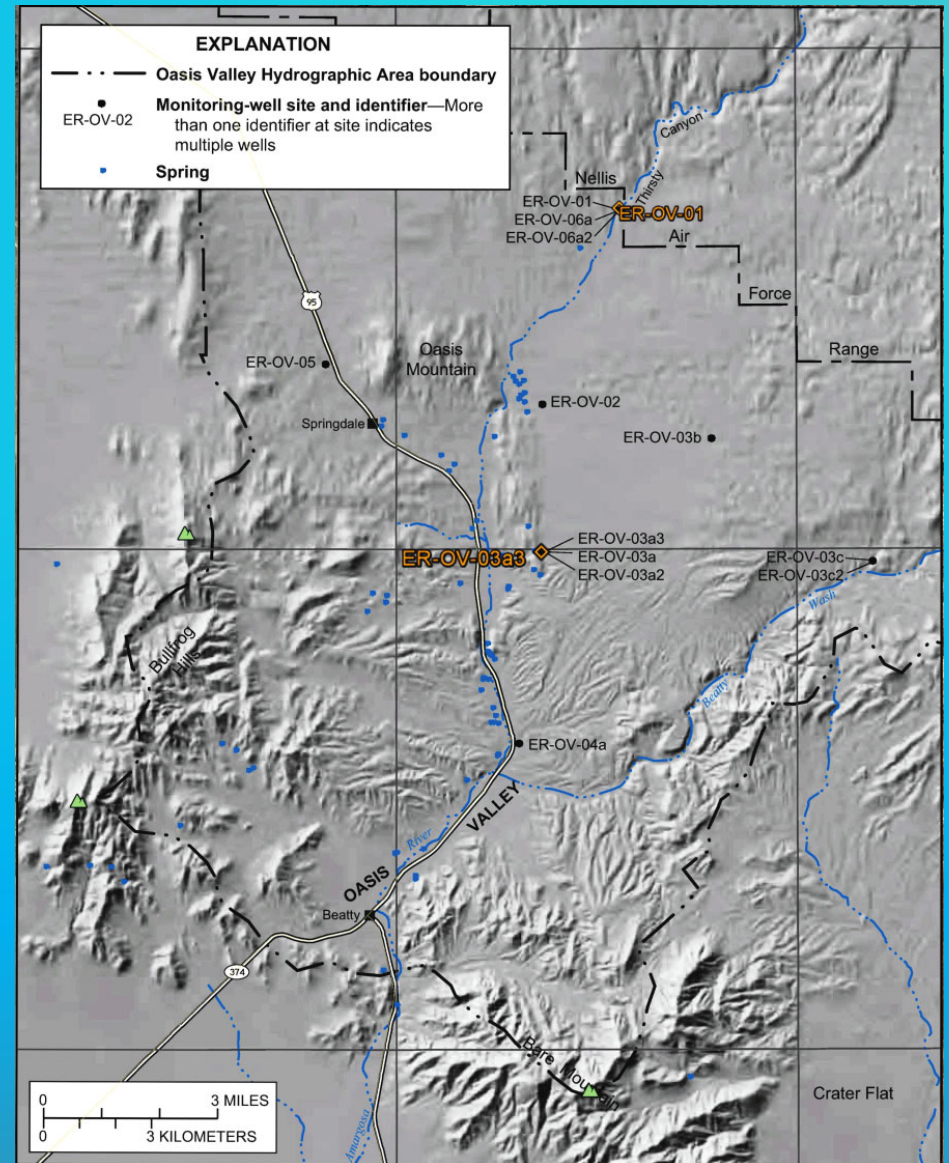 EXPLANATION
Oasis Valley Hydrographic Area boundary
ER-OV-02
Monitoring-well site and identifier—More
than one identifier at site indicates
multiple wells
Spring
Canyon
Thirsty
Nellis
ER-OV-01
ER-OV-06a
ER-OV-06a2
ER-OV-01
Air
Force
Range
95
ER-OV-05
Oasis
Mountain
Springdale
ER-OV-02
ER-OV-03b
ER-OV-03a3
ER-OV-03a3
ER-OV-03a
ER-OV-03a2
ER-OV-03c
ER-OV-03c2
Wash
Beatty
Bullfrog
Hills
ER-OV-04a
OASIS VALLEY
River
Beatty
374
Bare Mountain
Crater Flat
Amargosa
0 3 MILES
0 3 KILOMETERS